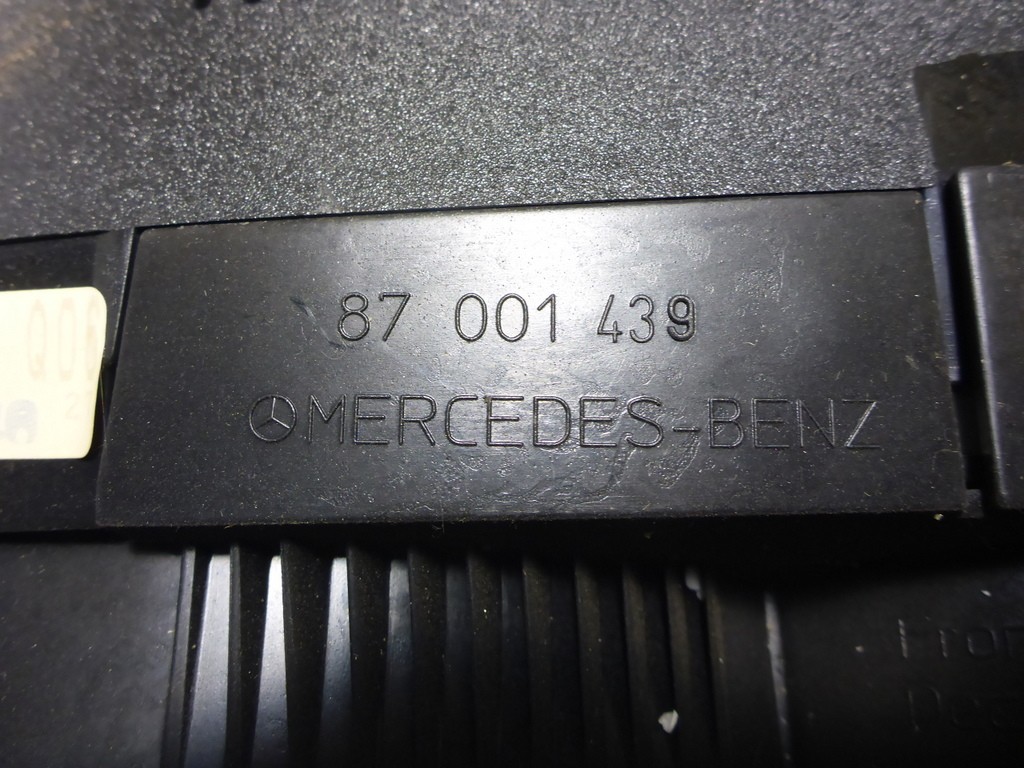 87 001 439
MERCEDES-BENZ